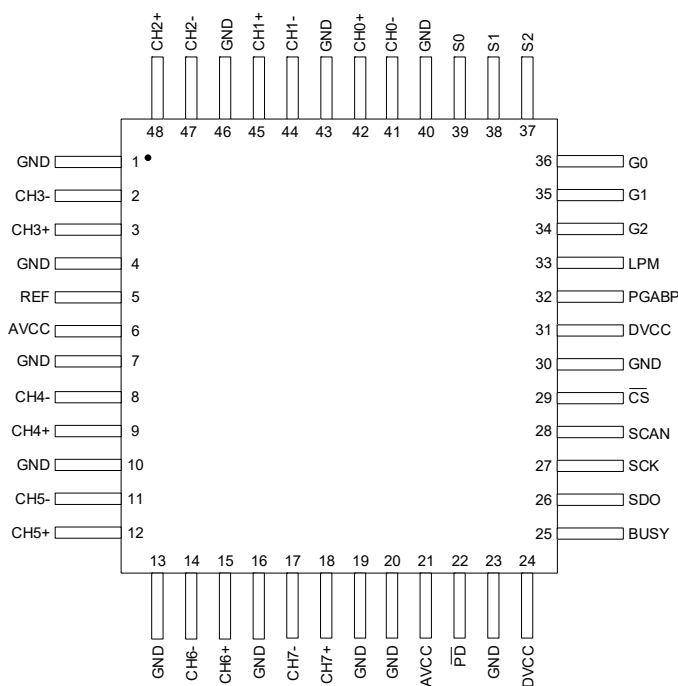 CH2+ CH2- GND CH1+ CH1- GND CH0+ CH0- GND S0 S1 S2
48 47 46 45 44 43 42 41 40 39 38 37
GND 1 36 G0
CH3- 2 35 G1
CH3+ 3 34 G2
GND 4 33 LPM
REF 5 32 PGABP
AVCC 6 31 DVCC
GND 7 30 GND
CH4- 8 29 C̅S̅
CH4+ 9 28 SCAN
GND 10 27 SCK
CH5- 11 26 SDO
CH5+ 12 25 BUSY
13 14 15 16 17 18 19 20 21 22 23 24
GND CH6- CH6+ GND CH7- CH7+ GND GND AVCC P̅D̅ GND DVCC